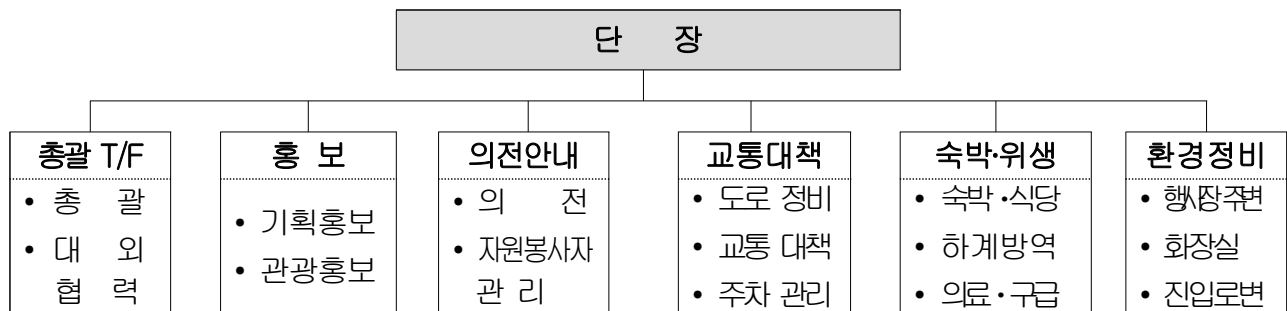 단 장
총괄 T/F
• 총 괄
• 대 외
협 력
홍 보
• 기획홍보
• 관광홍보
의전안내
• 의 전
• 자원봉사자
관 리
교통대책
• 도로 정비
• 교통 대책
• 주차 관리
숙박·위생
• 숙박·식당
• 하계방역
• 의료·구급
환경정비
• 행사장주변
• 화장실
• 진입로변